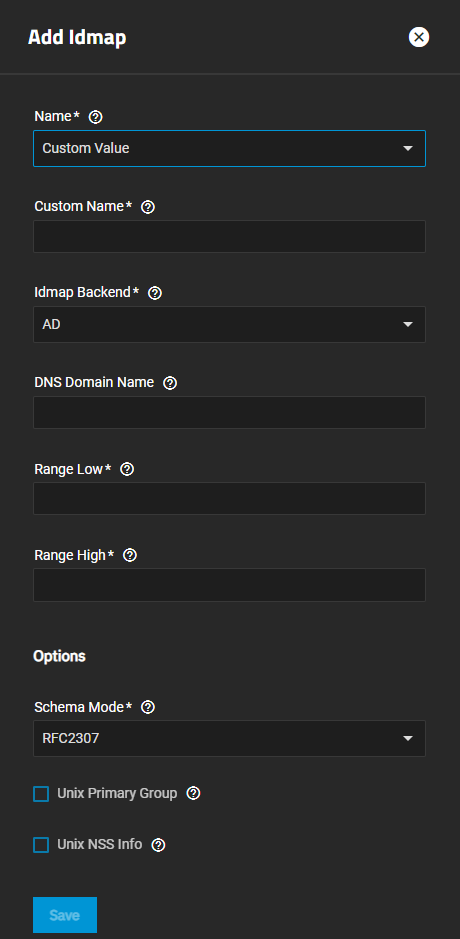 Add Idmap
Name*
Custom Value
Custom Name*
Idmap Backend*
AD
DNS Domain Name
Range Low*
Range High*
Options
Schema Mode*
RFC2307
Unix Primary Group
Unix NSS Info
Save